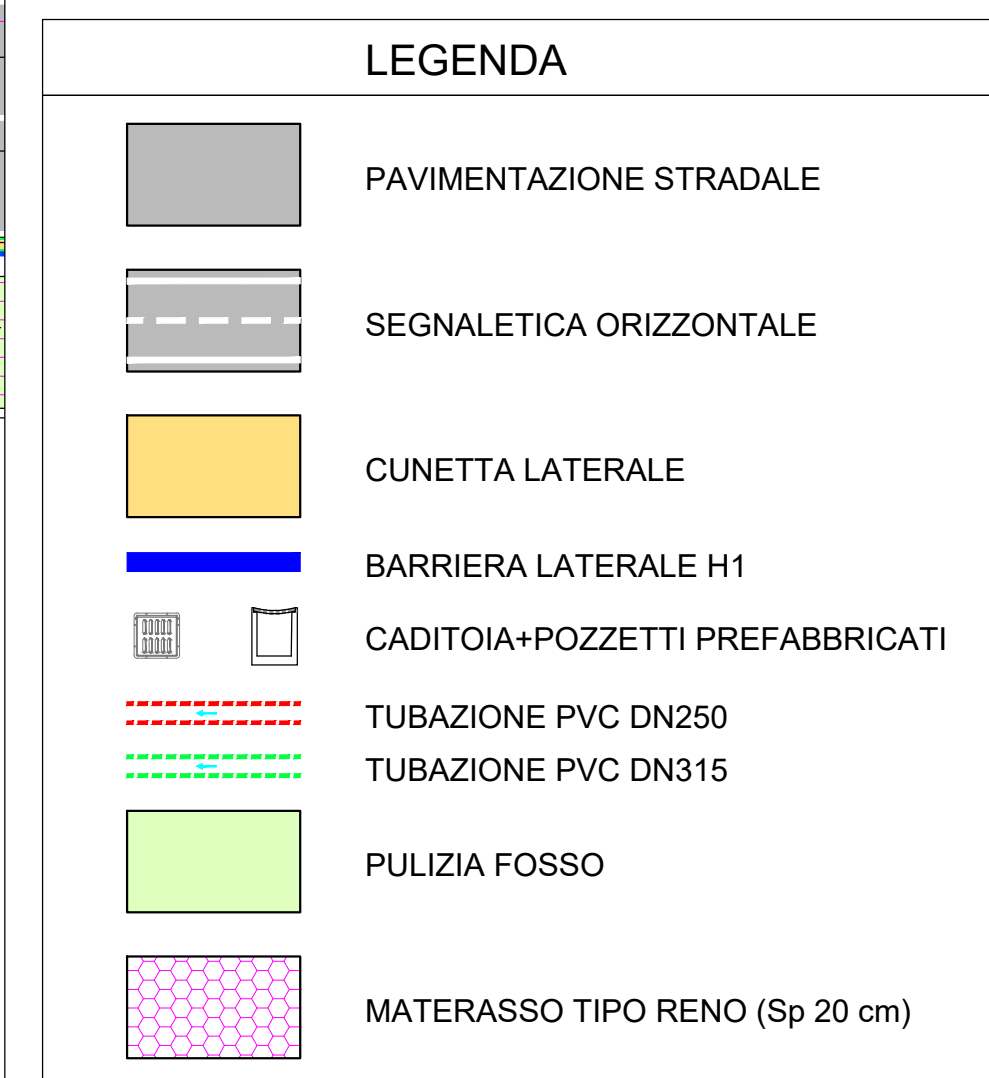 LEGENDA
PAVIMENTAZIONE STRADALE
SEGNALETICA ORIZZONTALE
CUNETTA LATERALE
BARRIERA LATERALE H1
CADITOIA+POZZETTI PREFABBRICATI
TUBAZIONE PVC DN250
TUBAZIONE PVC DN315
PULIZIA FOSSO
MATERASSO TIPO RENO (Sp 20 cm)